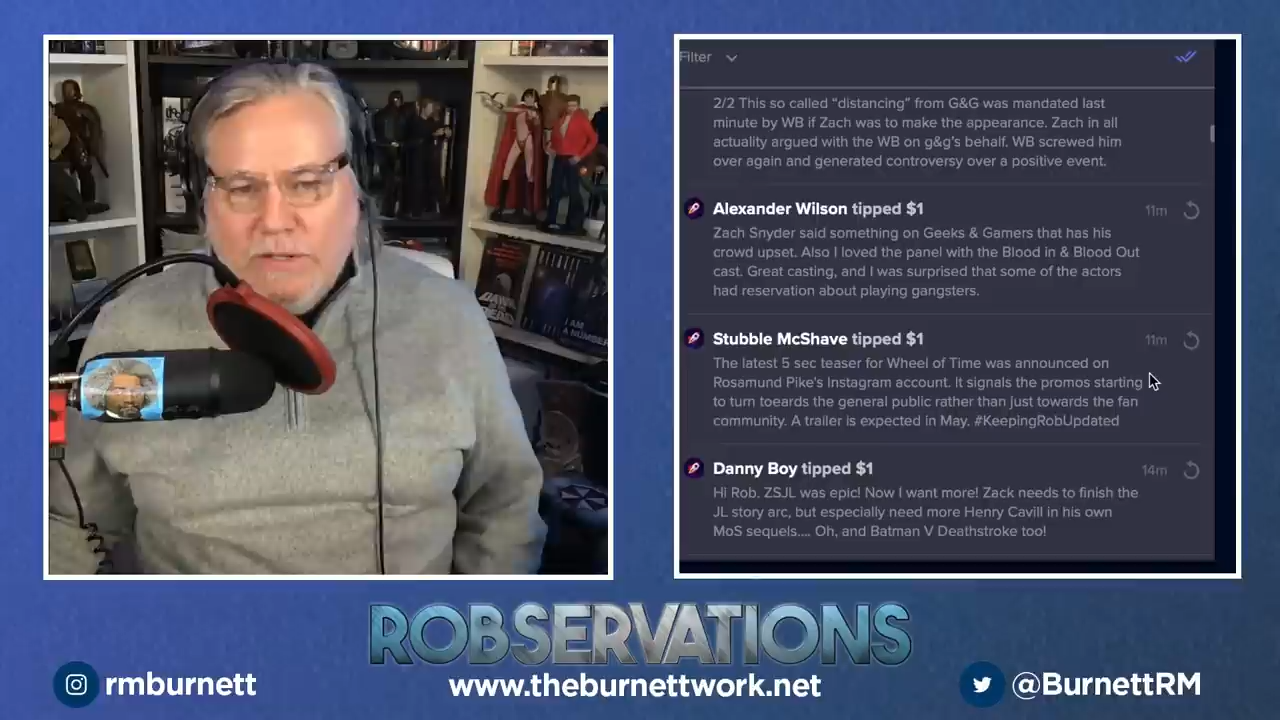 Filter
2/2 This so called “distancing” from G&G was mandated last
minute by WB if Zach was to make the appearance. Zach in all
actuality argued with the WB on g&g's behalf. WB screwed him
over again and generated controversy over a positive event.
Alexander Wilson tipped $1
11m
Zach Snyder said something on Geeks & Gamers that has his
crowd upset. Also I loved the panel with the Blood in & Blood Out
cast. Great casting, and I was surprised that some of the actors
had reservation about playing gangsters.
Stubble McShave tipped $1
11m
The latest 5 sec teaser for Wheel of Time was announced on
Rosamund Pike's Instagram account. It signals the promos starting
to turn toeards the general public rather than just towards the fan
community. A trailer is expected in May. #KeepingRobUpdated
Danny Boy tipped $1
14m
Hi Rob. ZSJL was epic! Now I want more! Zack needs to finish the
JL story arc, but especially need more Henry Cavill in his own
MoS sequels.... Oh, and Batman V Deathstroke too!
DAWN
OF THE
DEAD
I AM
A NUMBER
ROBSERVATIONS
rmburnett
www.theburnettwork.net
@BurnettRM